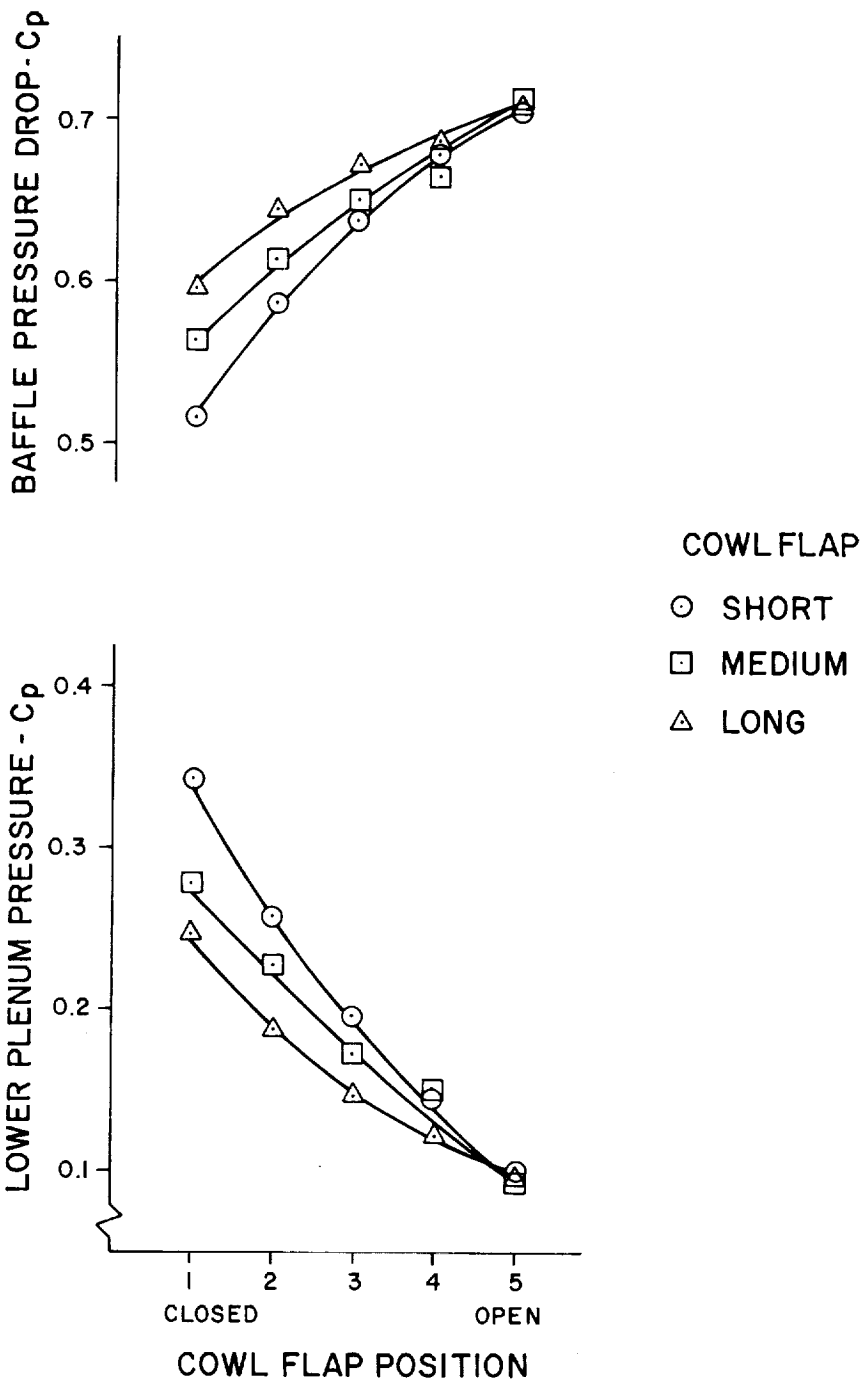 BAFFLE PRESSURE DROP-Cp
0.7
0.6
0.5
COWL FLAP
SHORT
MEDIUM
LONG
LOWER PLENUM PRESSURE - Cp
0.4
0.3
0.2
0.1
1 2 3 4 5
CLOSED OPEN
COWL FLAP POSITION